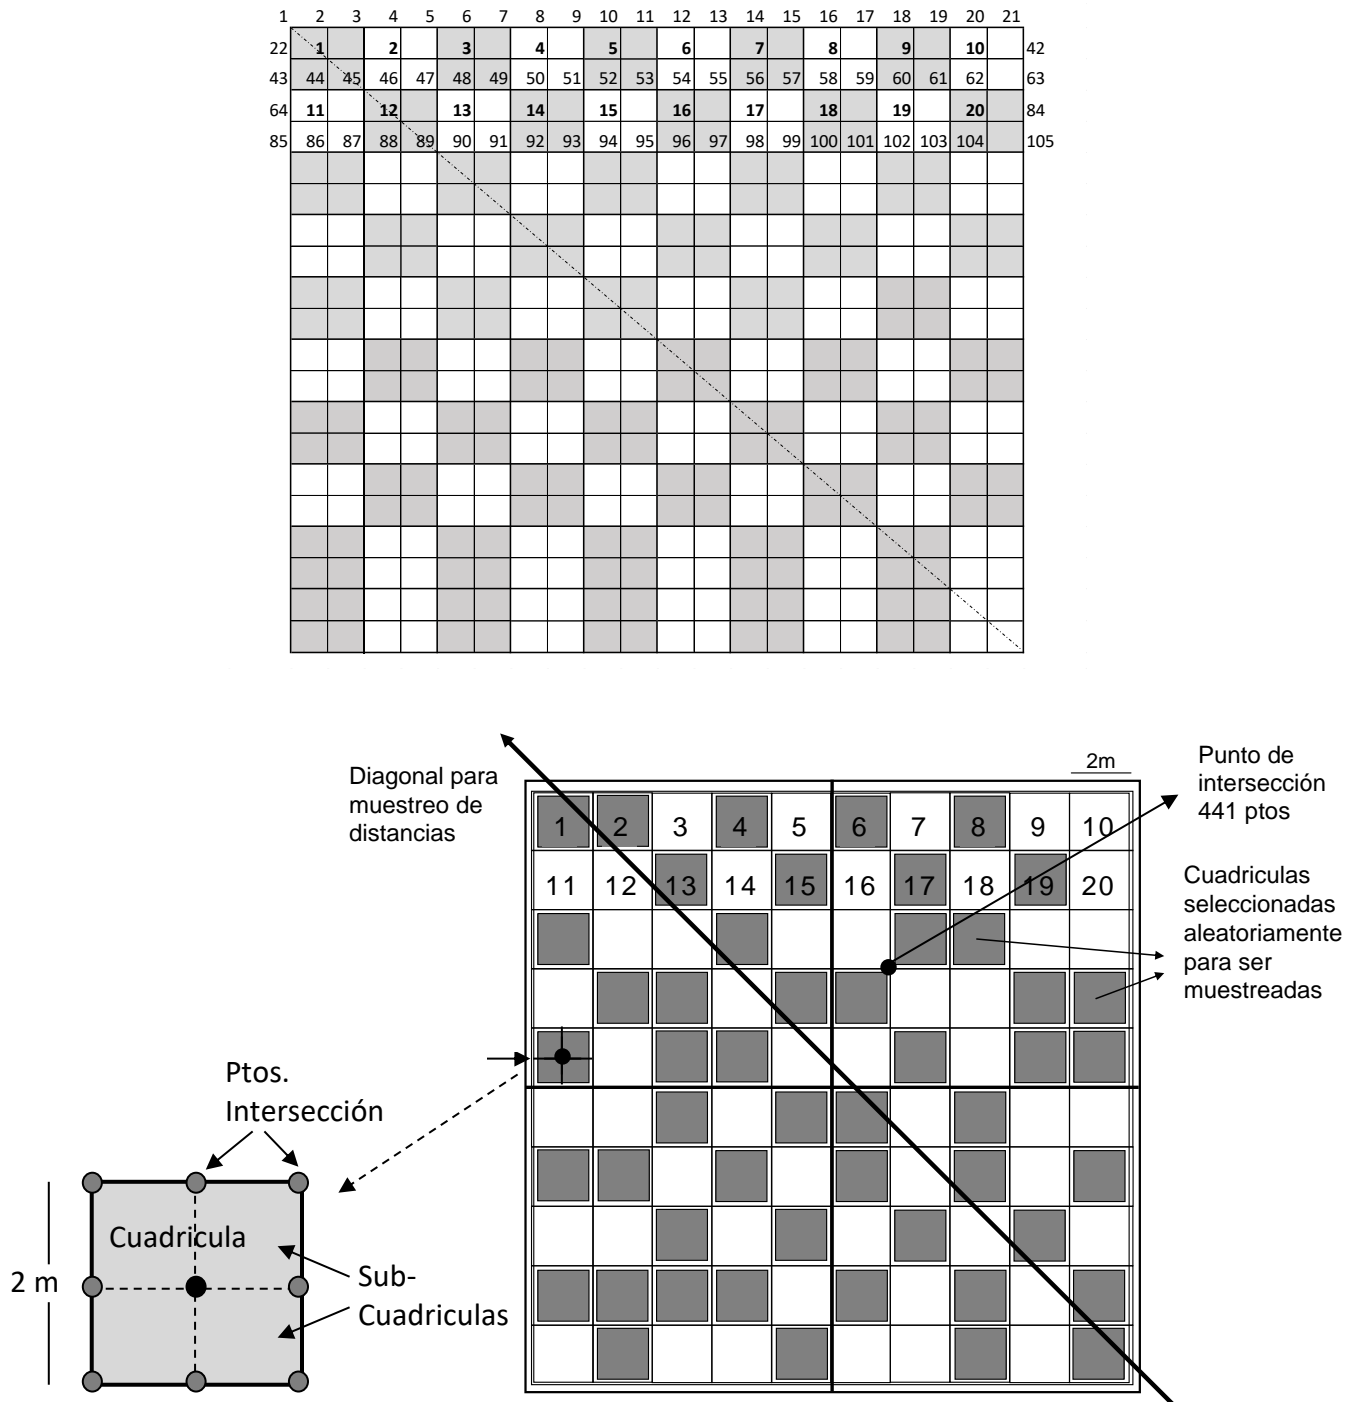 1 2 3 4 5 6 7 8 9 10 11 12 13 14 15 16 17 18 19 20 21
22 1 2 3 4 5 6 7 8 9 10 42
43 44 45 46 47 48 49 50 51 52 53 54 55 56 57 58 59 60 61 62 63
64 11 12 13 14 15 16 17 18 19 20 84
85 86 87 88 89 90 91 92 93 94 95 96 97 98 99 100 101 102 103 104 105
Diagonal para
muestreo de
distancias
2m
Punto de
intersección
441 ptos
1 2 3 4 5 6 7 8 9 10
11 12 13 14 15 16 17 18 19 20
Cuadriculas
seleccionadas
aleatoriamente
para ser
muestreadas
Ptos.
Intersección
Cuadricula
2 m
Sub-
Cuadriculas